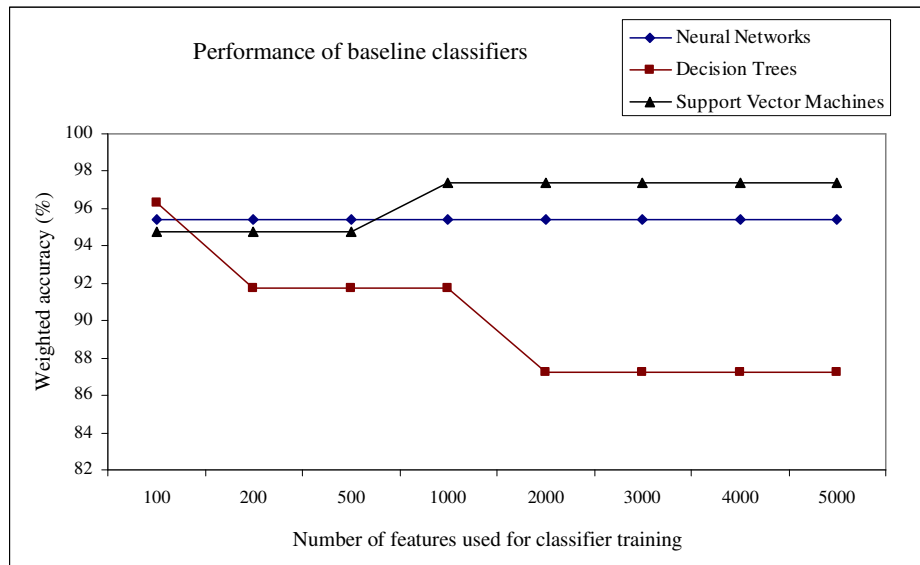 Performance of baseline classifiers
Neural Networks
Decision Trees
Support Vector Machines
Weighted accuracy (%)
100
98
96
94
92
90
88
86
84
82
100 200 500 1000 2000 3000 4000 5000
Number of features used for classifier training